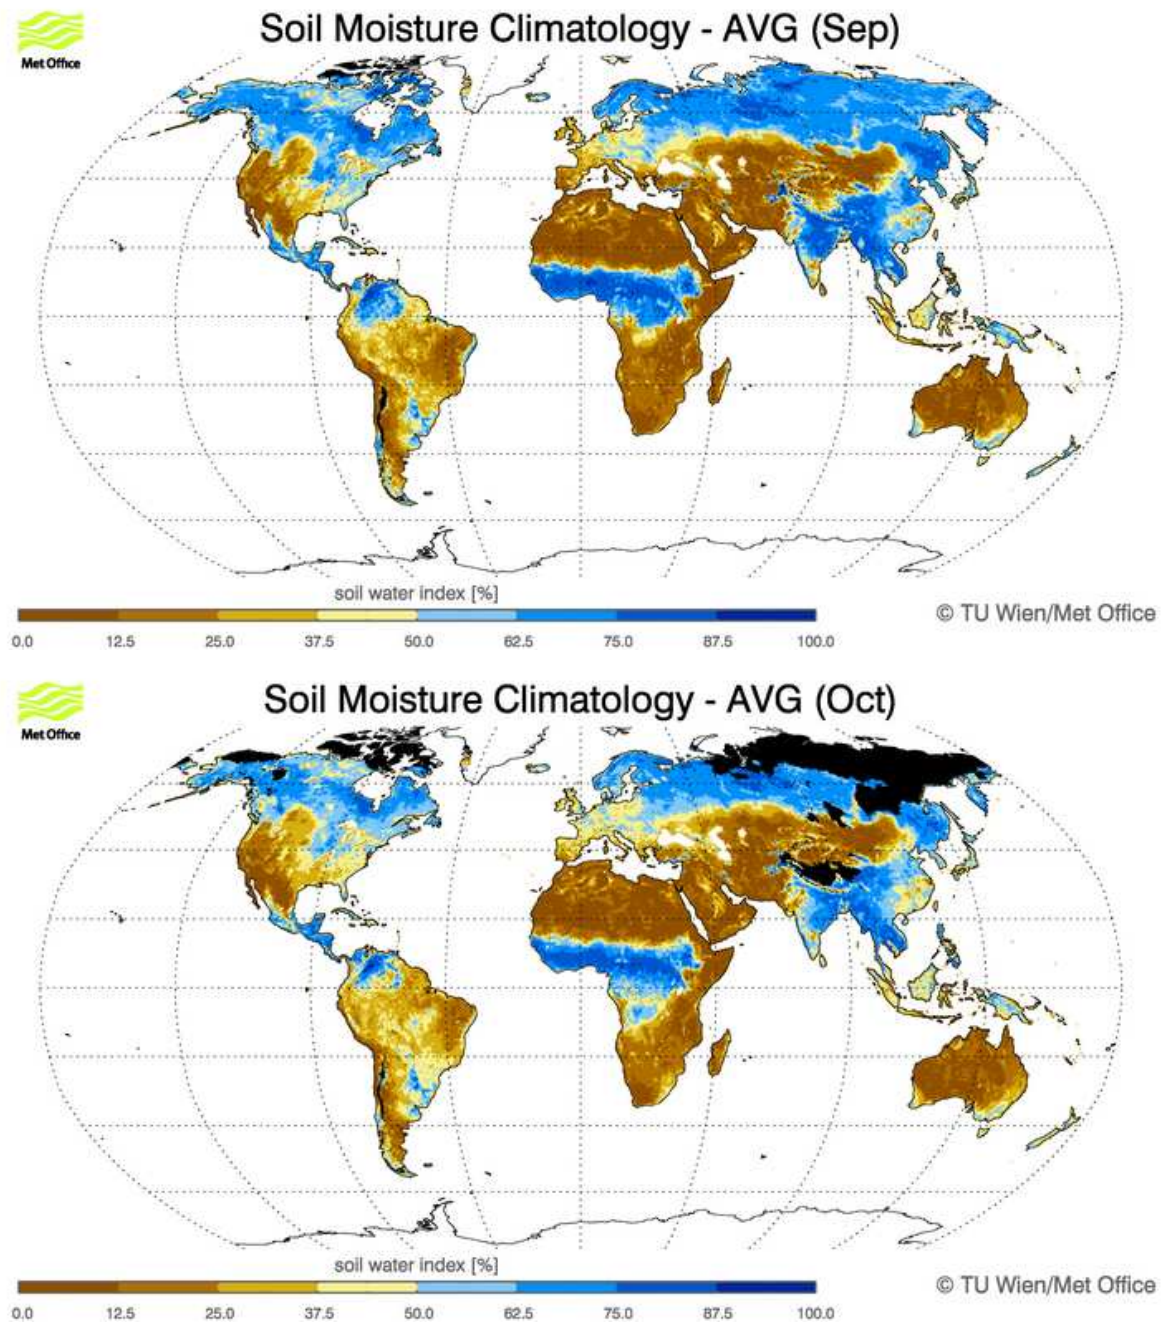 Soil Moisture Climatology - AVG (Sep)
Met Office
soil water index [%]
© TU Wien/Met Office
0.0 12.5 25.0 37.5 50.0 62.5 75.0 87.5 100.0
Soil Moisture Climatology - AVG (Oct)
Met Office
soil water index [%]
© TU Wien/Met Office
0.0 12.5 25.0 37.5 50.0 62.5 75.0 87.5 100.0